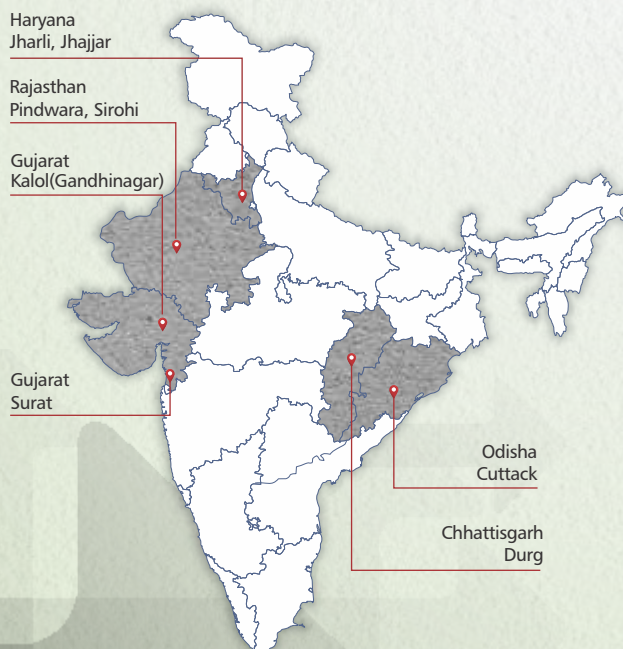 Haryana
Jharli, Jhajjar
Rajasthan
Pindwara, Sirohi
Gujarat
Kalol(Gandhinagar)
Gujarat
Surat
Odisha
Cuttack
Chhattisgarh
Durg